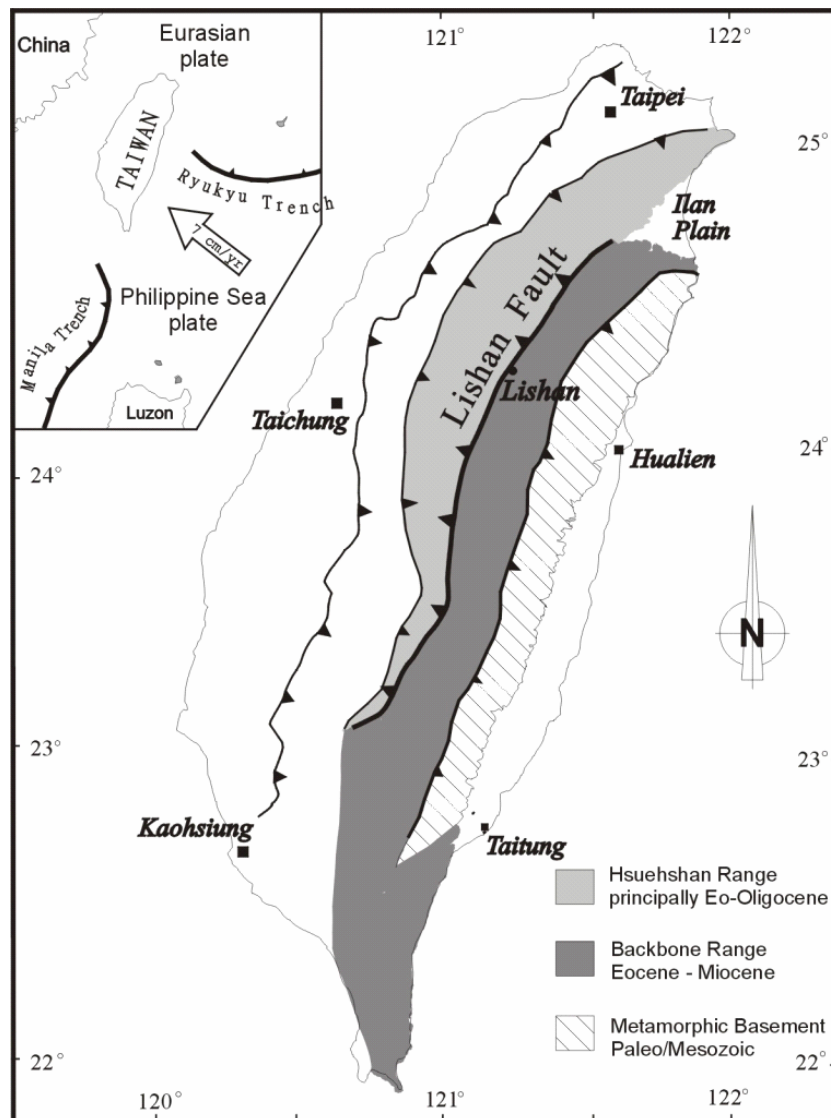 121°
122°
China
Eurasian
plate
TAIWAN
Ryukyu Trench
7 cm/yr
Philippine Sea
plate
Manila Trench
Luzon
Taipei
25°
Ilan
Plain
Lishan Fault
Lishan
Taichung
Hualien
24°
24°
N
23°
23°
Kaohsiung
Taitung
Hsuehshan Range
principally Eo-Oligocene
Backbone Range
Eocene - Miocene
Metamorphic Basement
Paleo/Mesozoic
22°
22°
120°
121°
122°